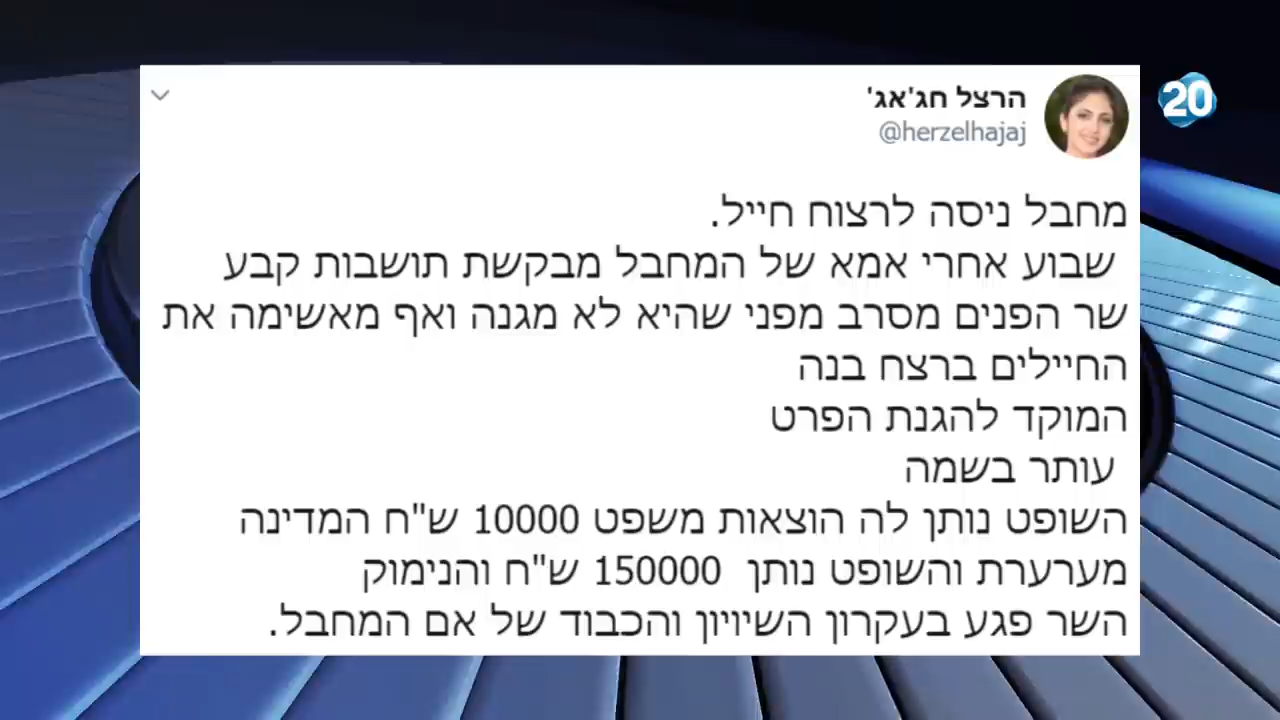 הרצל חג'אג'
@herzelhajaj
20
מחבל ניסה לרצוח חייל.
שבוע אחרי אמא של המחבל מבקשת תושבות קבע
שר הפנים מסרב מפני שהיא לא מגנה ואף מאשימה את
החיילים ברצח בנה
המוקד להגנת הפרט
עותר בשמה
השופט נותן לה הוצאות משפט 10000 ש"ח המדינה
מערערת והשופט נותן 150000 ש"ח והנימוק
השר פגע בעקרון השיויון והכבוד של אם המחבל.